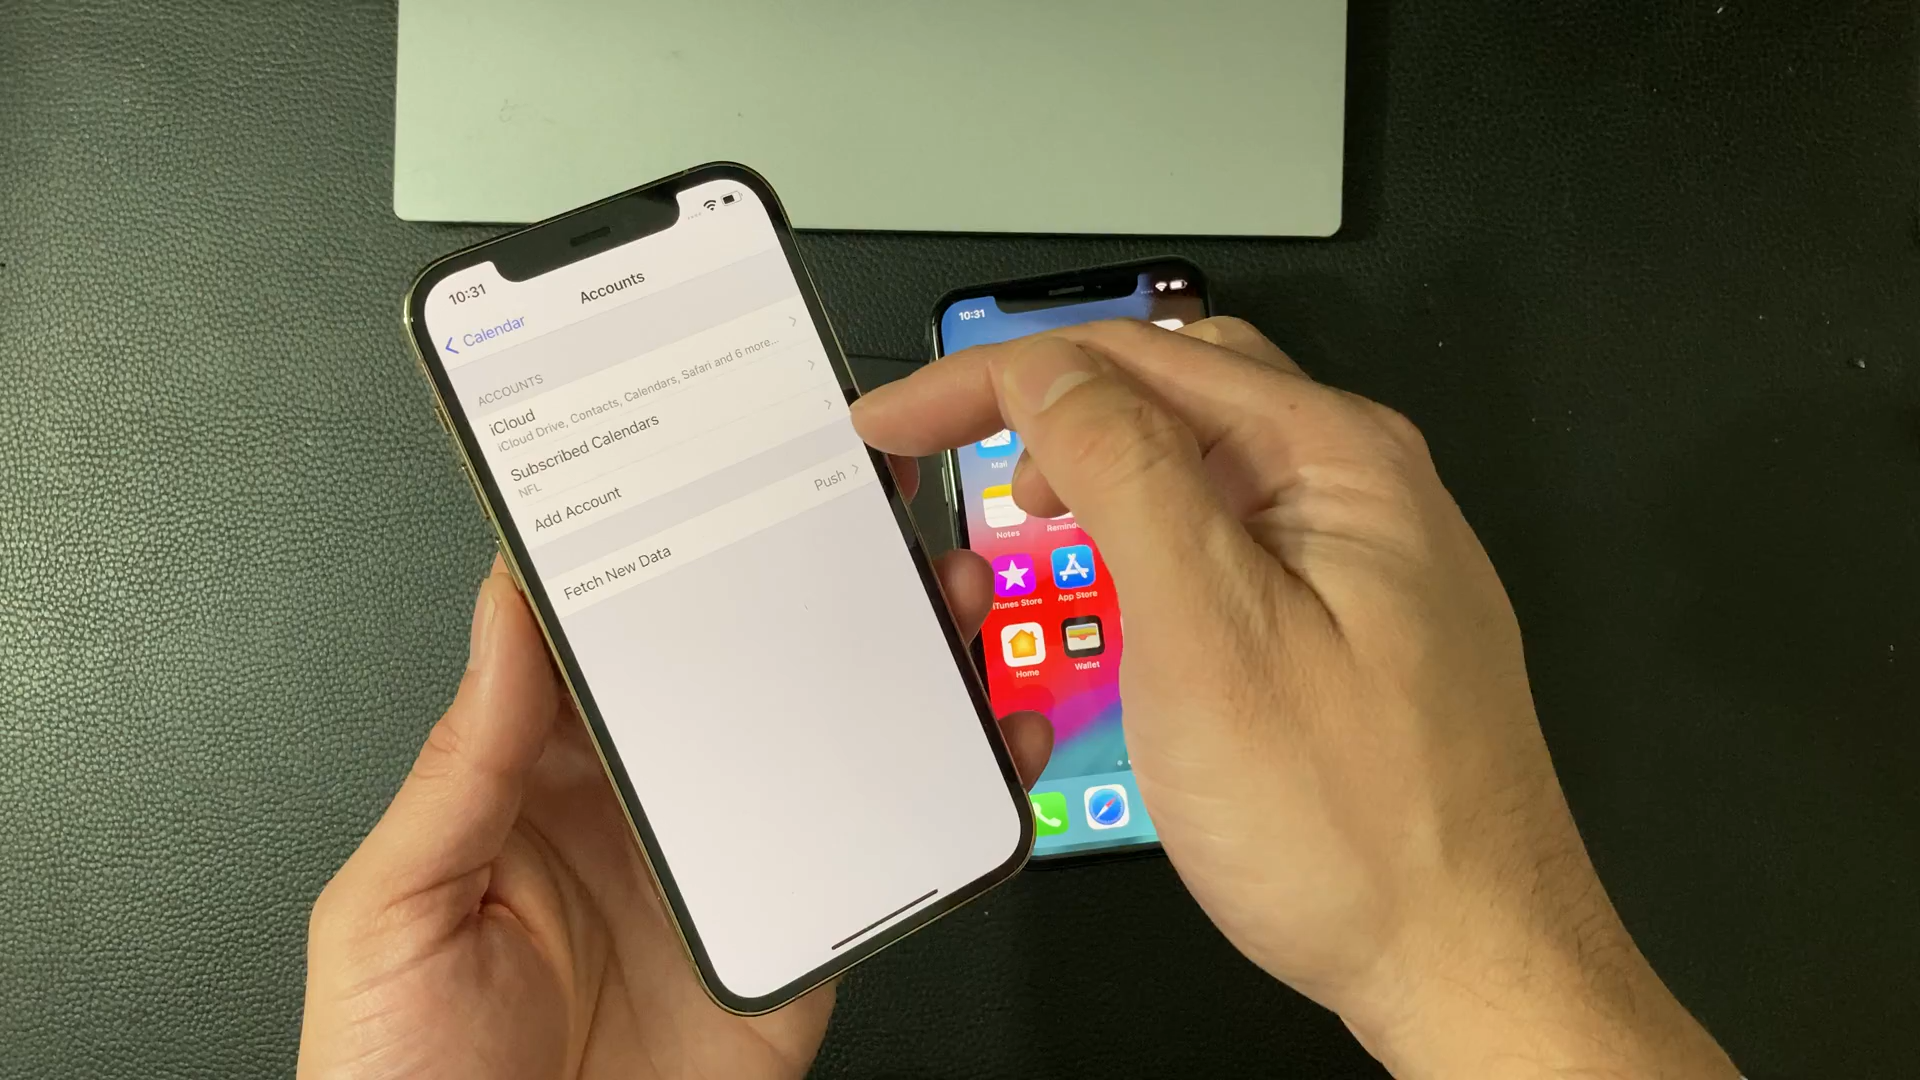 10:31
Calendar
Accounts
ACCOUNTS
iCloud
iCloud Drive, Contacts, Calendars, Safari and 6 more...
Subscribed Calendars
NFL
Add Account
Fetch New Data
Push
10:31
Mail
Notes
iTunes Store
App Store
Home
Wallet